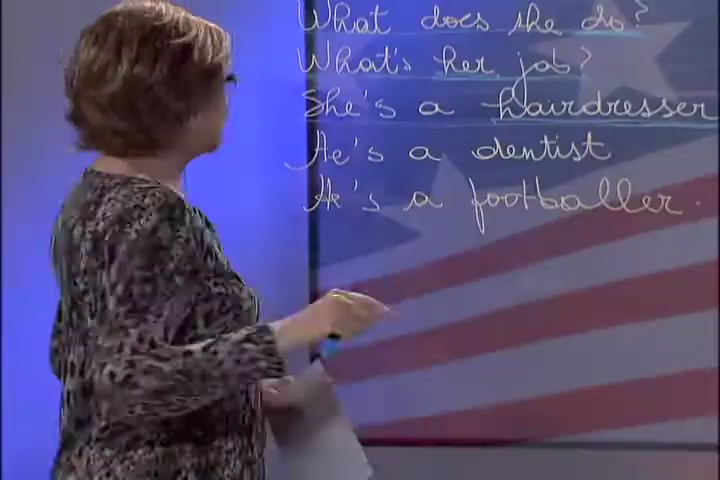 What does she do?
What's her job?
She's a hairdresser
He's a dentist
He's a footballer.